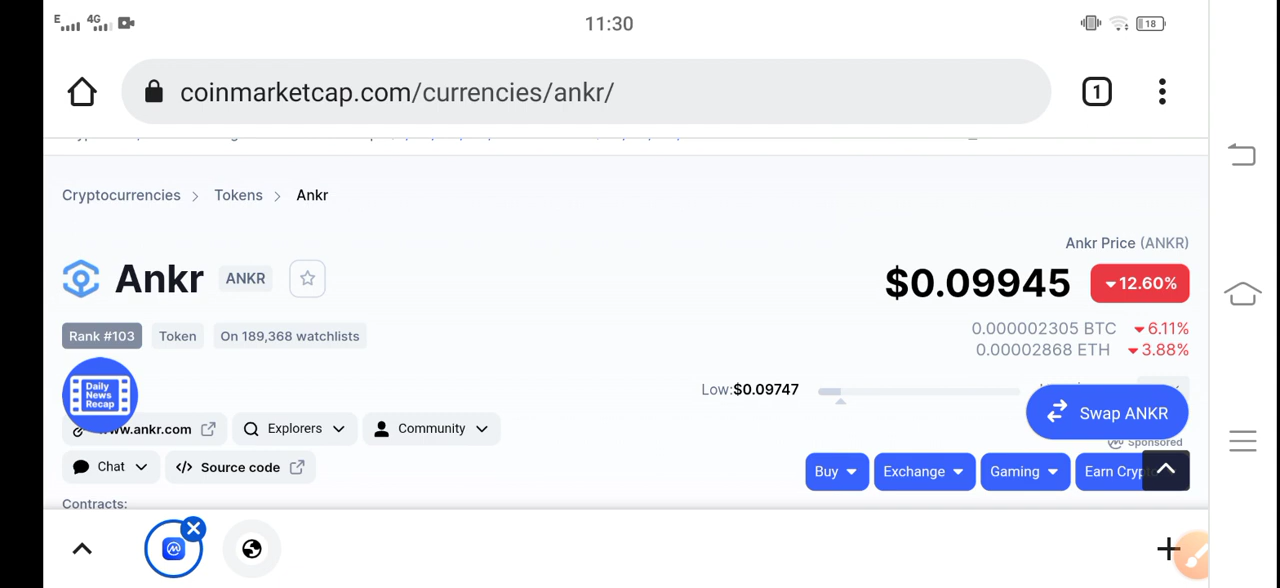 E 4G 11:30 18
coinmarketcap.com/currencies/ankr/ 1
Cryptocurrencies > Tokens > Ankr
Ankr Price (ANKR)
Ankr ANKR $0.09945 12.60%
0.000002305 BTC 6.11%
Rank #103 Token On 189,368 watchlists
0.00002868 ETH 3.88%
Daily
News
Recap
Low:$0.09747
Swap ANKR
www.ankr.com Explorers Community
Sponsored
Chat Source code Buy Exchange Gaming Earn Cryp
Contracts: